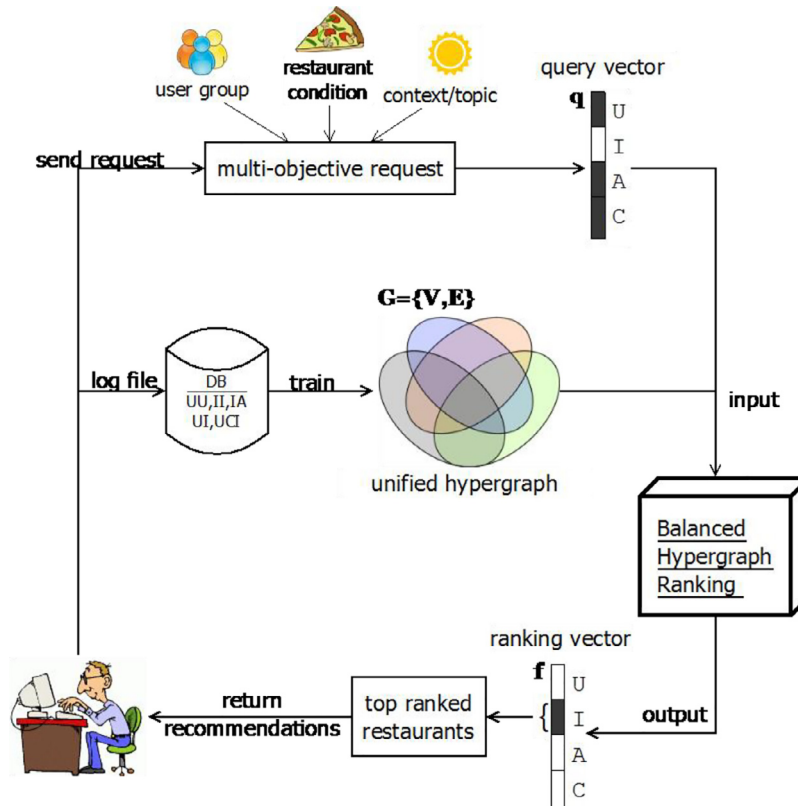 user group
restaurant
condition
context/topic
query vector
q
U
I
A
C
send request
multi-objective request
G={V,E}
log file
DB
UU,II,IA
UI,UCI
train
unified hypergraph
input
Balanced
Hypergraph
Ranking
ranking vector
f
U
{
I
A
C
output
top ranked
restaurants
return
recommendations